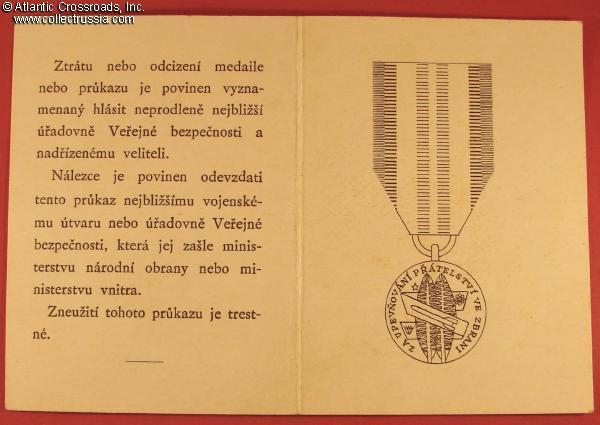 © Atlantic Crossroads, Inc.
www.collectrussia.com
Ztrátu nebo odcizení medaile
nebo průkazu je povinen vyzna-
menaný hlásit neprodleně nejbližší
úřadovně Veřejné bezpečnosti a
nadřízenému veliteli.
Nálezce je povinen odevzdati
tento průkaz nejbližšímu vojenské-
mu útvaru nebo úřadovně Veřejné
bezpečnosti, která jej zašle minis-
terstvu národní obrany nebo mi-
nisterstvu vnitra.
Zneužití tohoto průkazu je trest-
né.
ZA UPEVŇOVÁNÍ PŘÁTELSTVÍ VE ZBRANI